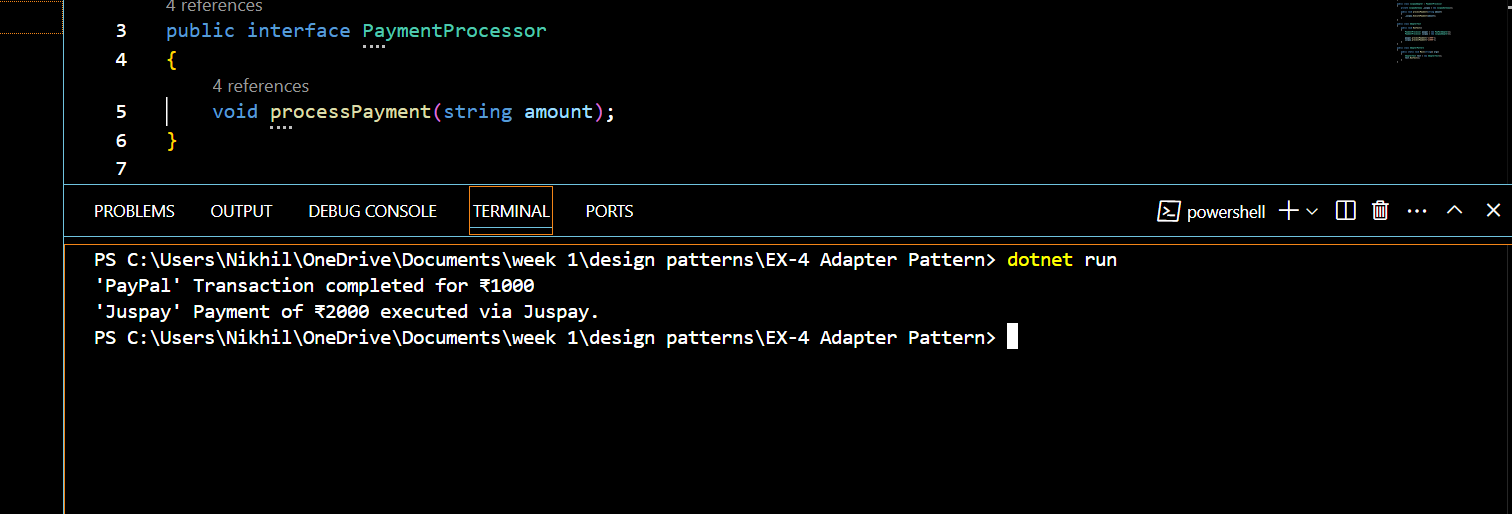 4 references
3 public interface PaymentProcessor
4 {
4 references
5 void processPayment(string amount);
6 }
7
PROBLEMS OUTPUT DEBUG CONSOLE TERMINAL PORTS powershell
PS C:\Users\Nikhil\OneDrive\Documents\week 1\design patterns\EX-4 Adapter Pattern> dotnet run
'PayPal' Transaction completed for ₹1000
'Juspay' Payment of ₹2000 executed via Juspay.
PS C:\Users\Nikhil\OneDrive\Documents\week 1\design patterns\EX-4 Adapter Pattern>